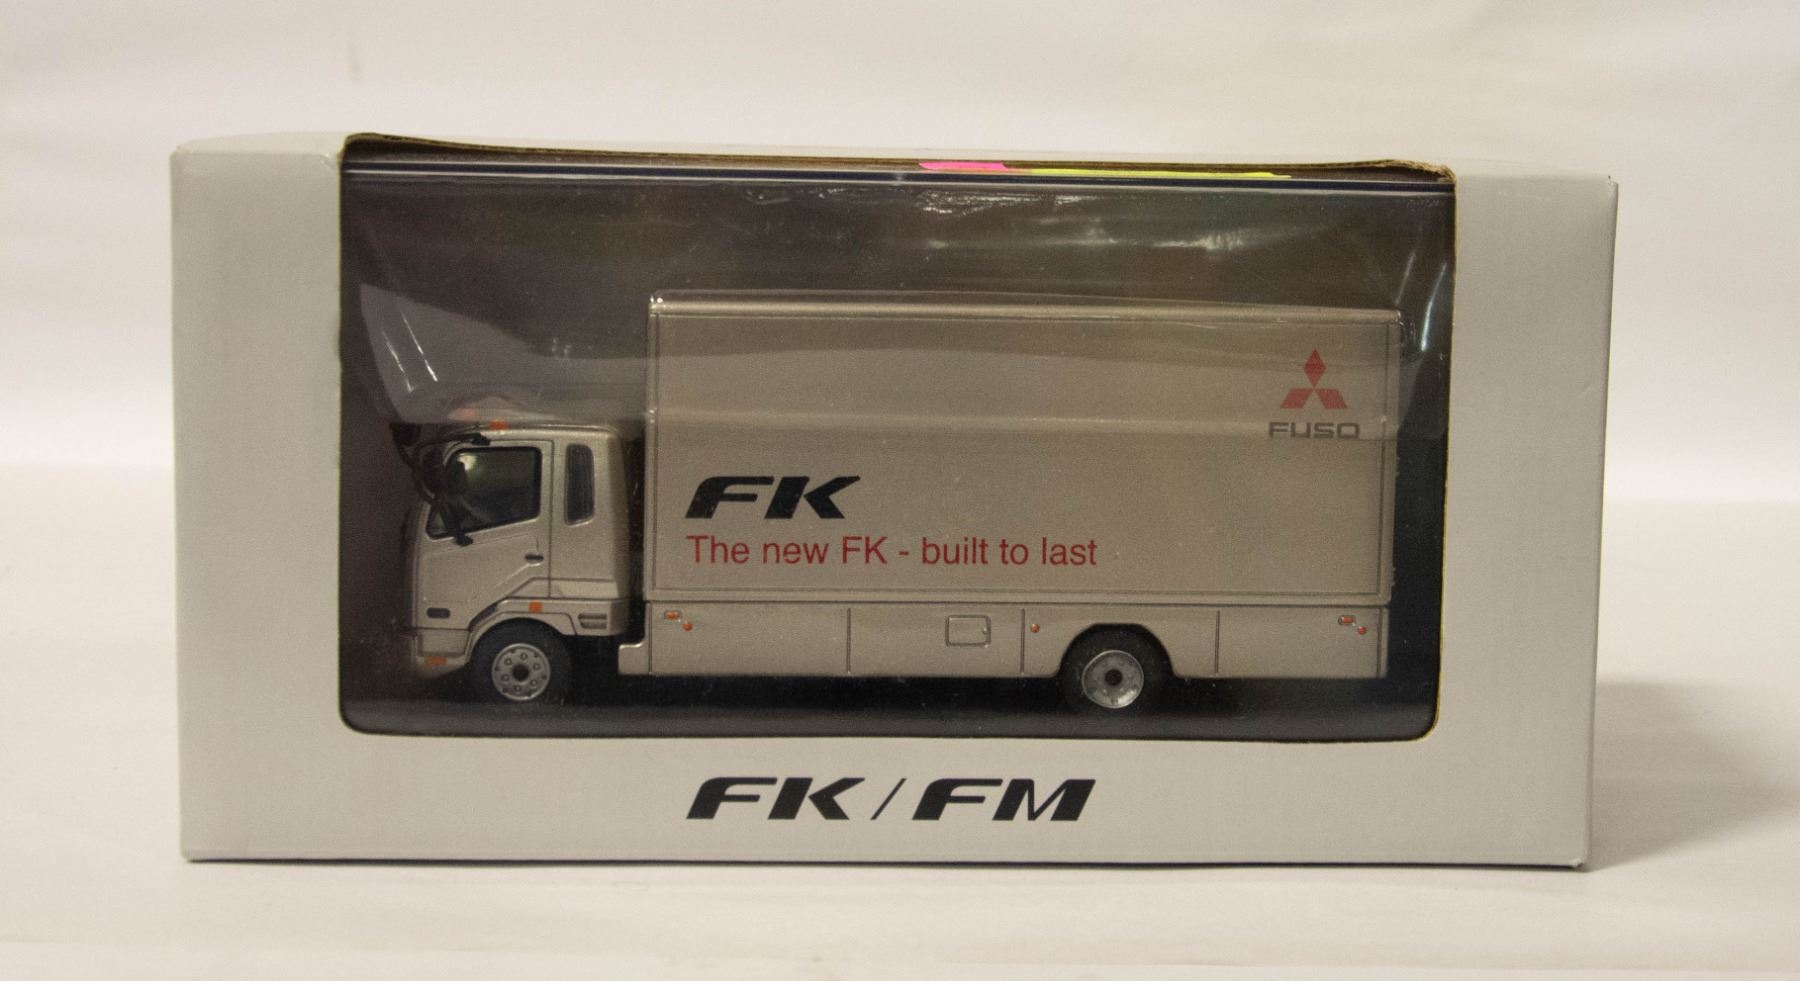 FUSO
FK
The new FK - built to last
FK / FM